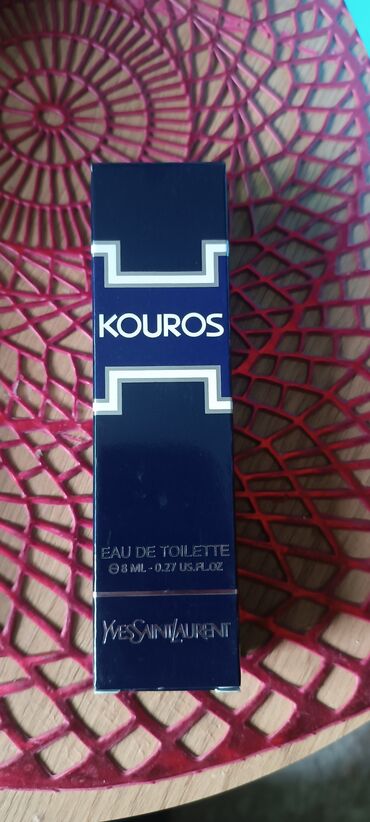 KOUROS
EAU DE TOILETTE
℮ 8 ML - 0.27 US.FL.OZ
YVESSAINTLAURENT